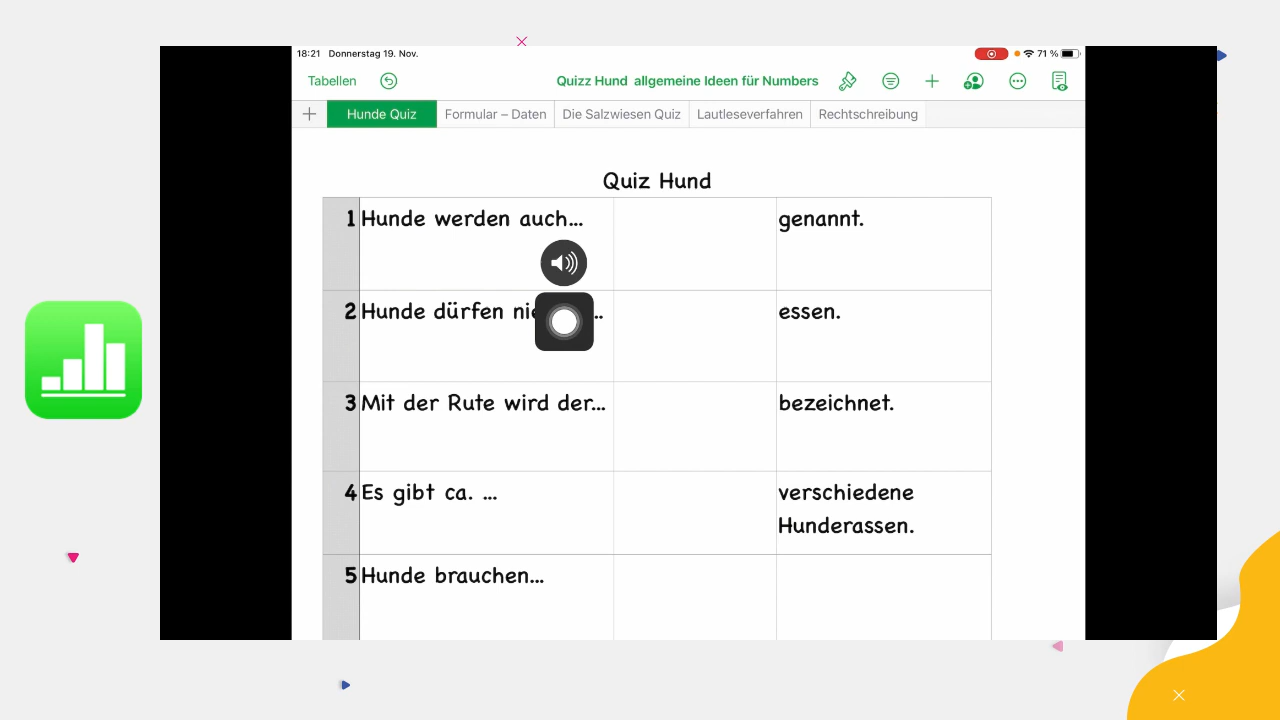 18:21 Donnerstag 19. Nov.
71 %
Tabellen
Quizz Hund allgemeine Ideen für Numbers
Hunde Quiz
Formular – Daten
Die Salzwiesen Quiz
Lautleseverfahren
Rechtschreibung
Quiz Hund
1 Hunde werden auch... genannt.
2 Hunde dürfen ... essen.
3 Mit der Rute wird der... bezeichnet.
4 Es gibt ca. ... verschiedene
Hunderassen.
5 Hunde brauchen...